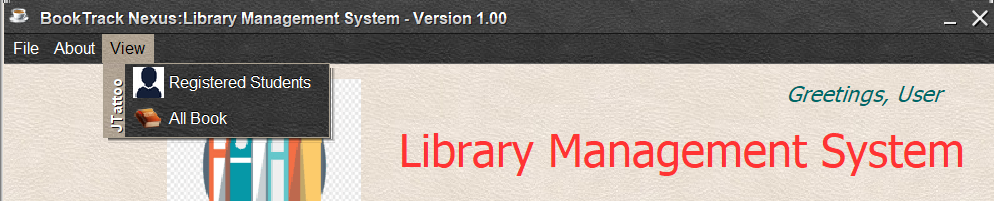 BookTrack Nexus:Library Management System - Version 1.00
File About View
JTattoo
Registered Students
All Book
Greetings, User
Library Management System